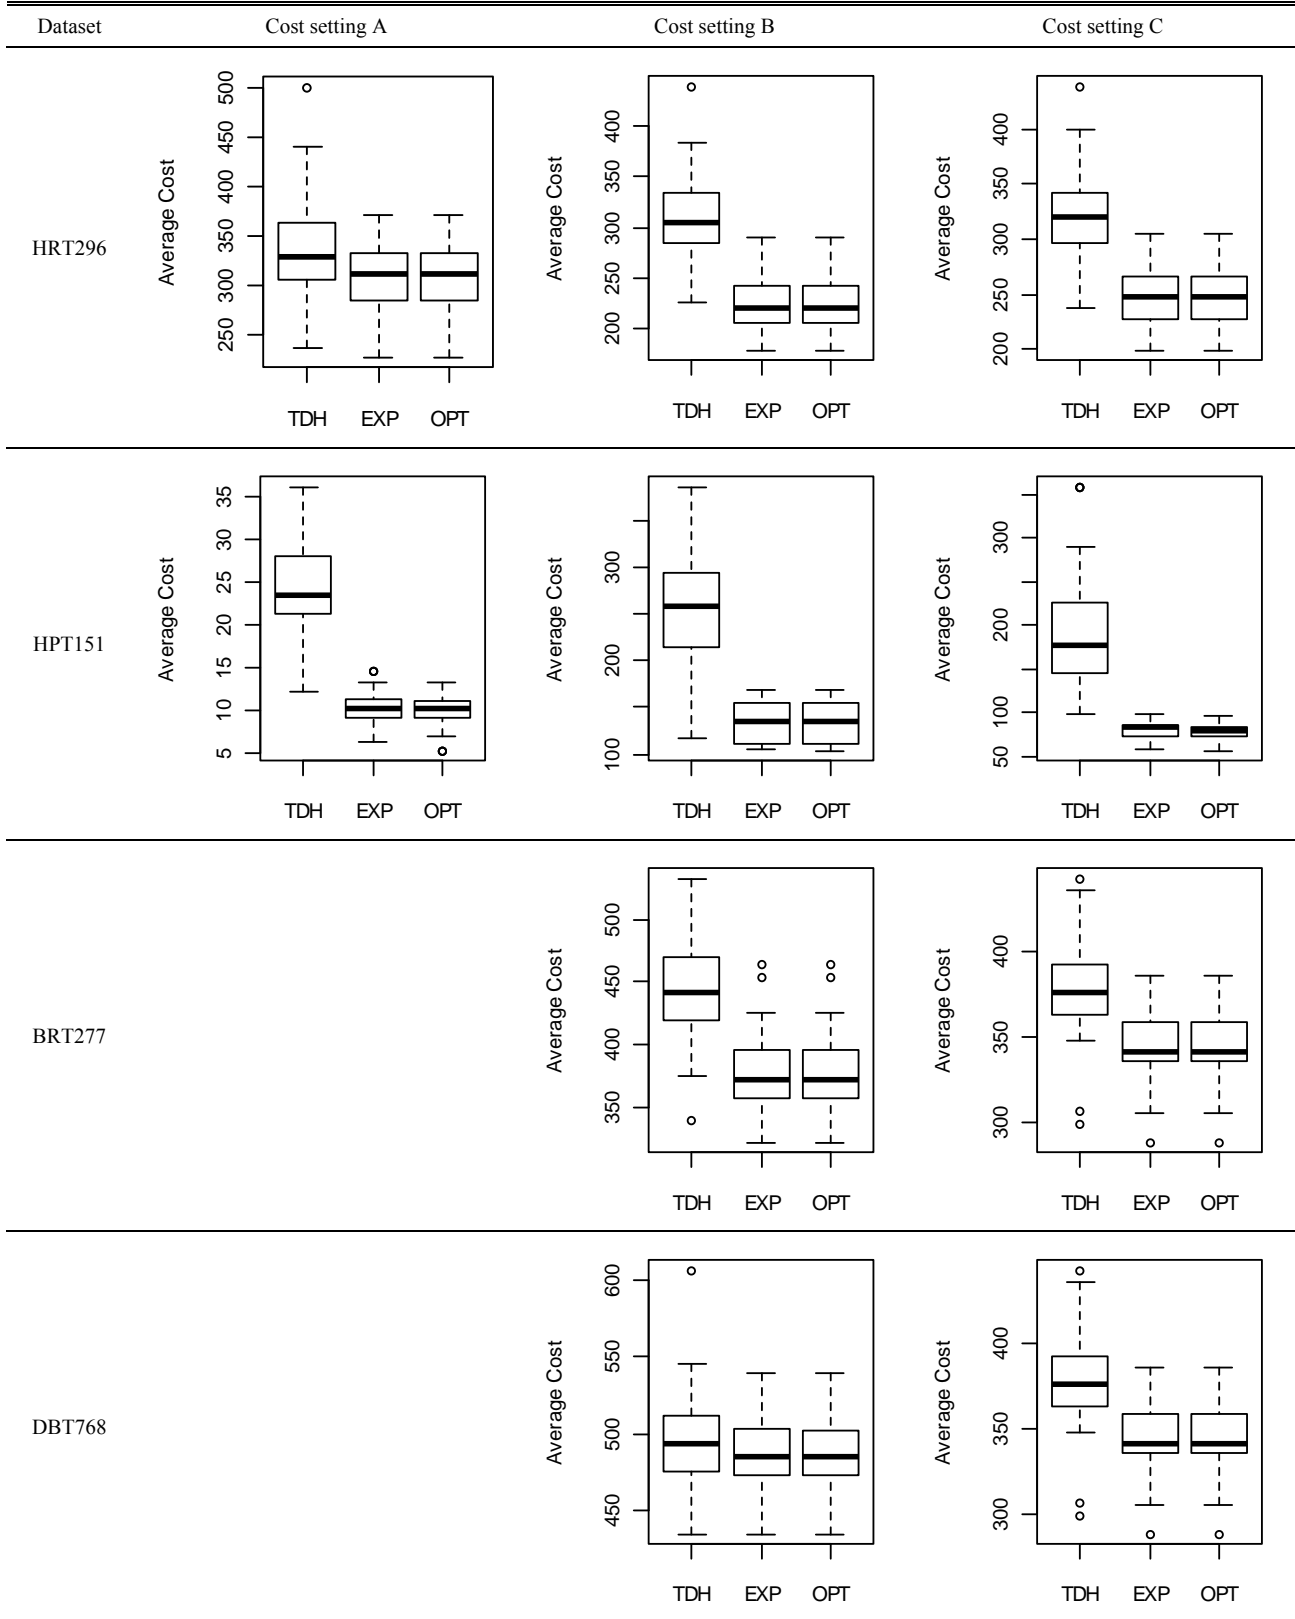 Dataset Cost setting A Cost setting B Cost setting C
HRT296
Average Cost
250 300 350 400 450 500
TDH EXP OPT
Average Cost
200 250 300 350 400
TDH EXP OPT
Average Cost
200 250 300 350 400
TDH EXP OPT
HPT151
Average Cost
5 10 15 20 25 30 35
TDH EXP OPT
Average Cost
100 200 300
TDH EXP OPT
Average Cost
50 100 200 300
TDH EXP OPT
BRT277
Average Cost
350 400 450 500
TDH EXP OPT
Average Cost
300 350 400
TDH EXP OPT
DBT768
Average Cost
450 500 550 600
TDH EXP OPT
Average Cost
300 350 400
TDH EXP OPT